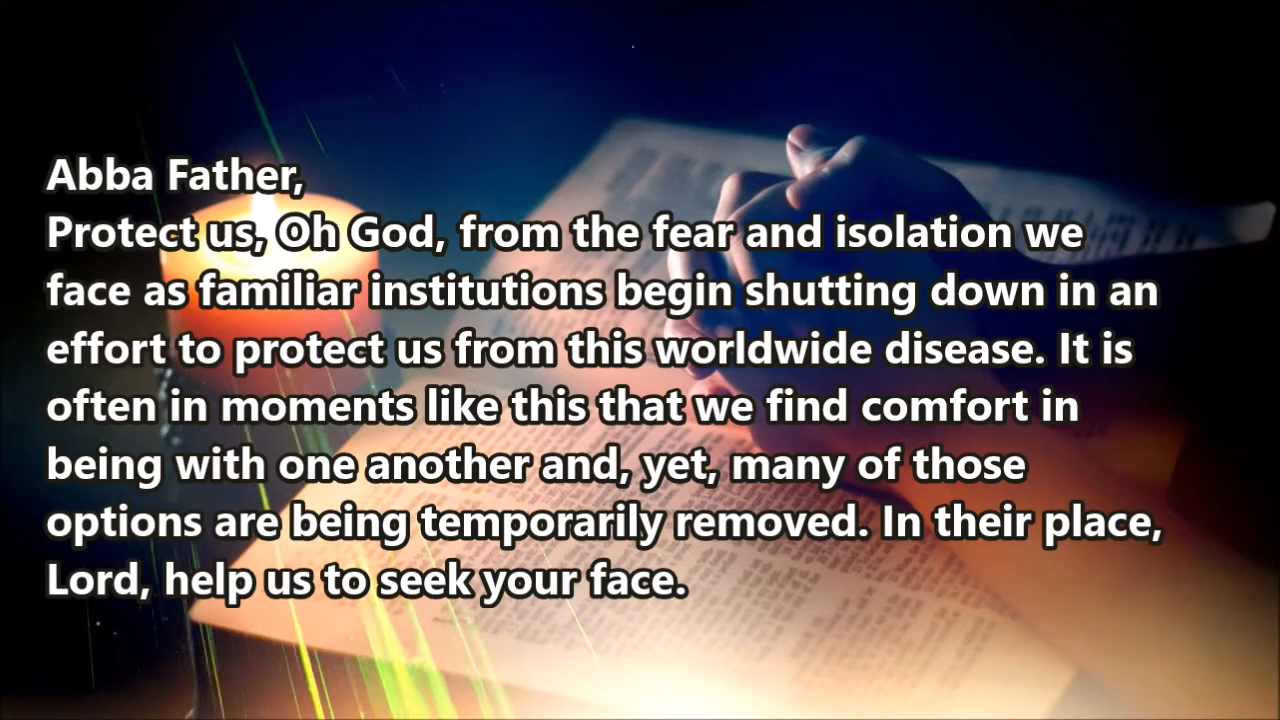 Abba Father,
Protect us, Oh God, from the fear and isolation we
face as familiar institutions begin shutting down in an
effort to protect us from this worldwide disease. It is
often in moments like this that we find comfort in
being with one another and, yet, many of those
options are being temporarily removed. In their place,
Lord, help us to seek your face.